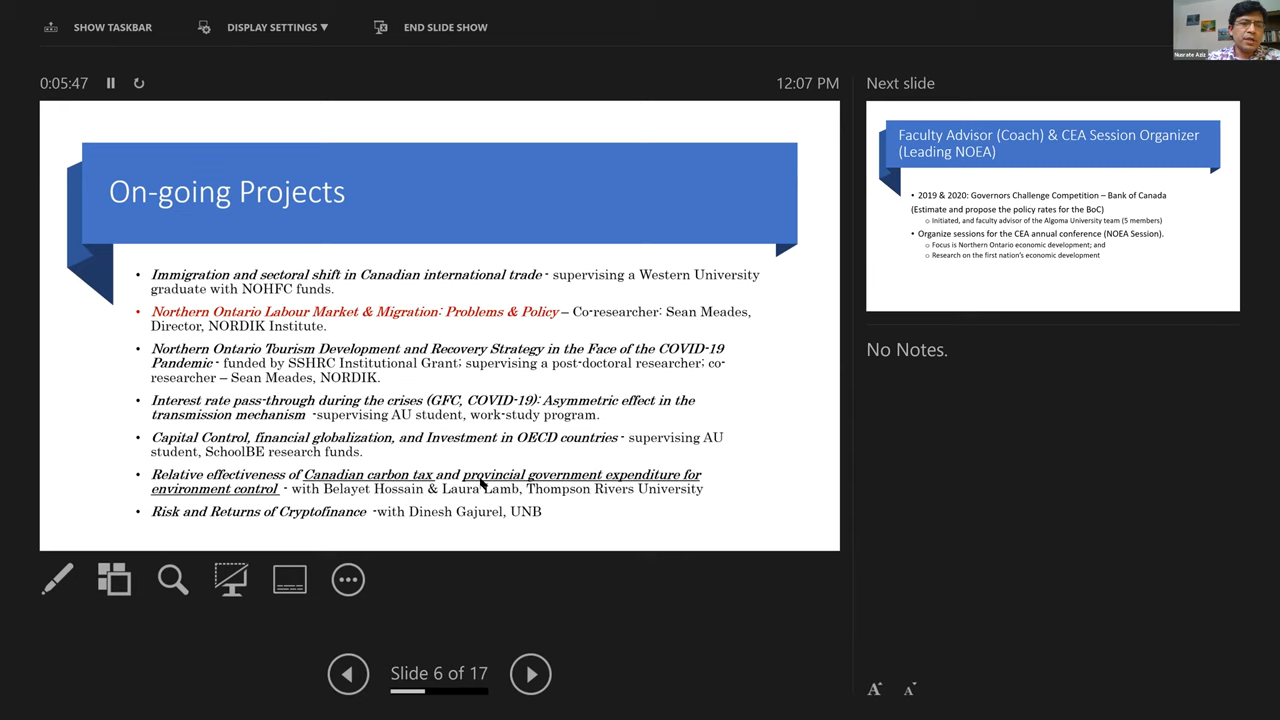 SHOW TASKBAR
DISPLAY SETTINGS ▼
END SLIDE SHOW
Nusrate Aziz
0:05:47
12:07 PM
On-going Projects
• Immigration and sectoral shift in Canadian international trade - supervising a Western University
graduate with NOHFC funds.
• Northern Ontario Labour Market & Migration: Problems & Policy – Co-researcher: Sean Meades,
Director, NORDIK Institute.
• Northern Ontario Tourism Development and Recovery Strategy in the Face of the COVID-19
Pandemic - funded by SSHRC Institutional Grant; supervising a post-doctoral researcher; co-
researcher – Sean Meades, NORDIK.
• Interest rate pass-through during the crises (GFC, COVID-19): Asymmetric effect in the
transmission mechanism -supervising AU student, work-study program.
• Capital Control, financial globalization, and Investment in OECD countries - supervising AU
student, SchoolBE research funds.
• Relative effectiveness of Canadian carbon tax and provincial government expenditure for
environment control - with Belayet Hossain & Laura Lamb, Thompson Rivers University
• Risk and Returns of Cryptofinance -with Dinesh Gajurel, UNB
Slide 6 of 17
Next slide
Faculty Advisor (Coach) & CEA Session Organizer
(Leading NOEA)
• 2019 & 2020: Governors Challenge Competition – Bank of Canada
(Estimate and propose the policy rates for the BoC)
o Initiated, and faculty advisor of the Algoma University team (5 members)
• Organize sessions for the CEA annual conference (NOEA Session).
o Focus is Northern Ontario economic development; and
o Research on the first nation's economic development
No Notes.
A A